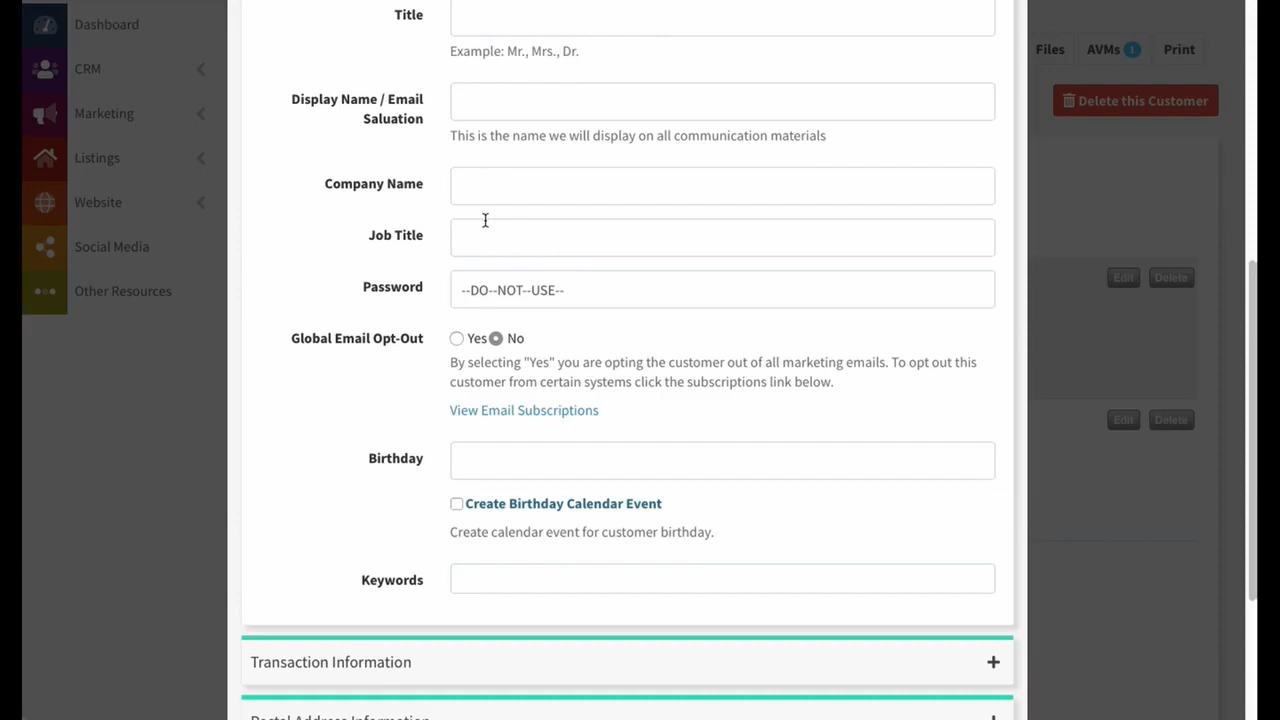 Dashboard
CRM
Marketing
Listings
Website
Social Media
Other Resources
Title
Example: Mr., Mrs., Dr.
Display Name / Email
Saluation
This is the name we will display on all communication materials
Company Name
Job Title
Password
--DO--NOT--USE--
Global Email Opt-Out
Yes No
By selecting "Yes" you are opting the customer out of all marketing emails. To opt out this
customer from certain systems click the subscriptions link below.
View Email Subscriptions
Birthday
Create Birthday Calendar Event
Create calendar event for customer birthday.
Keywords
Transaction Information
Postal Address Information
Files AVMs 1 Print
Delete this Customer
Edit Delete
Edit Delete